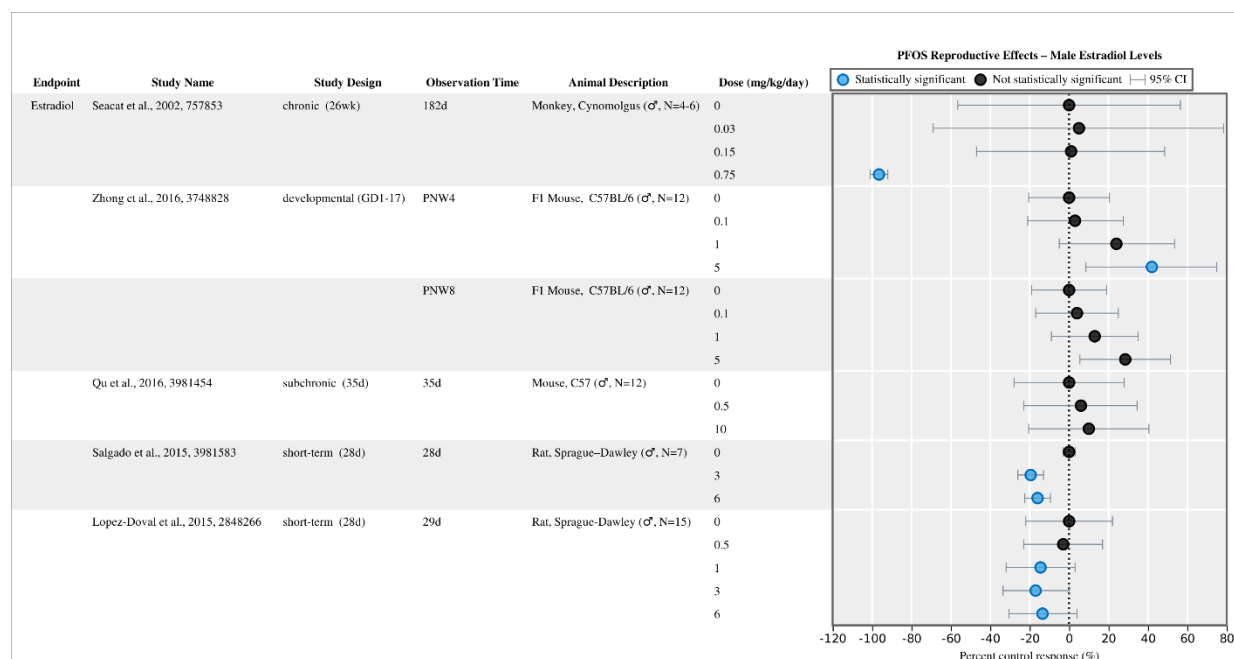 PFOS Reproductive Effects – Male Estradiol Levels
Endpoint Study Name Study Design Observation Time Animal Description Dose (mg/kg/day)
Statistically significant Not statistically significant 95% CI
Estradiol Seacat et al., 2002, 757853 chronic (26wk) 182d Monkey, Cynomolgus (♂, N=4-6) 0
0.03
0.15
0.75
Zhong et al., 2016, 3748828 developmental (GD1-17) PNW4 F1 Mouse, C57BL/6 (♂, N=12) 0
0.1
1
5
PNW8 F1 Mouse, C57BL/6 (♂, N=12) 0
0.1
1
5
Qu et al., 2016, 3981454 subchronic (35d) 35d Mouse, C57 (♂, N=12) 0
0.5
10
Salgado et al., 2015, 3981583 short-term (28d) 28d Rat, Sprague–Dawley (♂, N=7) 0
3
6
Lopez-Doval et al., 2015, 2848266 short-term (28d) 29d Rat, Sprague-Dawley (♂, N=15) 0
0.5
1
3
6
-120 -100 -80 -60 -40 -20 0 20 40 60 80
Percent control response (%)